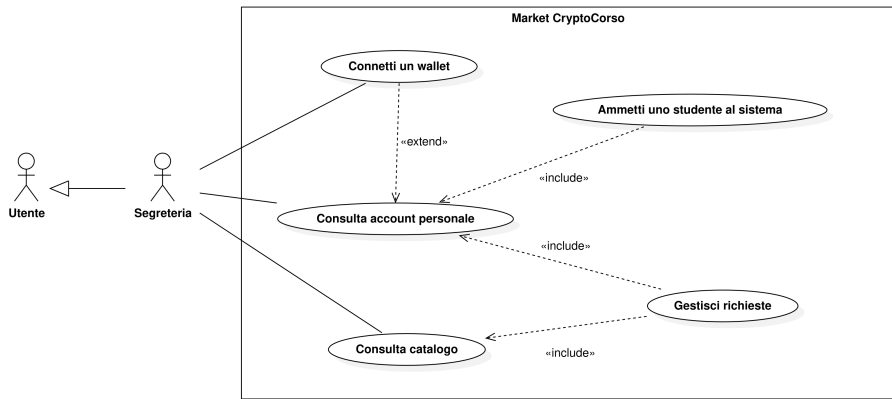 Market CryptoCorso
Connetti un wallet
Ammetti uno studente al sistema
«extend»
«include»
Utente
Segreteria
Consulta account personale
«include»
Gestisci richieste
Consulta catalogo
«include»